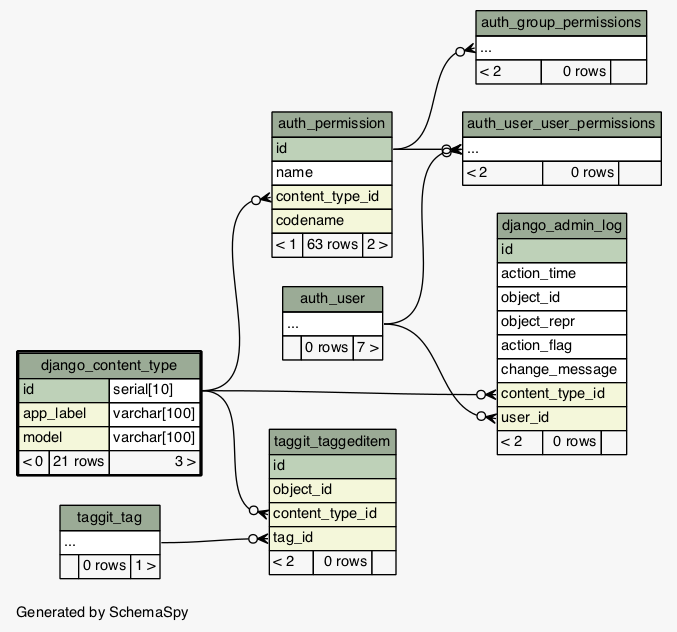 auth_group_permissions
...
< 2 0 rows
auth_permission
id
name
content_type_id
codename
< 1 63 rows 2 >
auth_user_user_permissions
...
< 2 0 rows
django_admin_log
id
action_time
object_id
object_repr
action_flag
change_message
content_type_id
user_id
< 2 0 rows
auth_user
...
0 rows 7 >
django_content_type
id serial[10]
app_label varchar[100]
model varchar[100]
< 0 21 rows 3 >
taggit_taggeditem
id
object_id
content_type_id
tag_id
< 2 0 rows
taggit_tag
...
0 rows 1 >
Generated by SchemaSpy